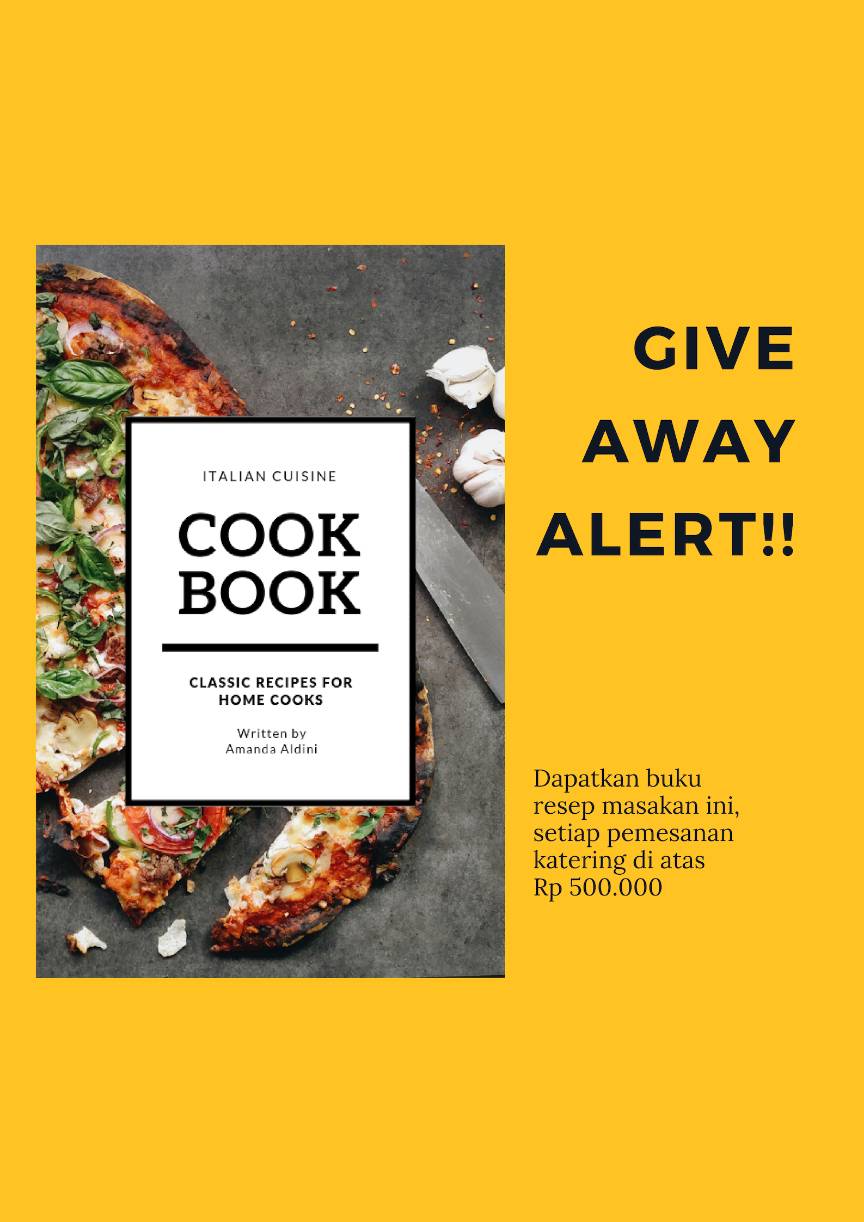 ITALIAN CUISINE
COOK
BOOK
CLASSIC RECIPES FOR
HOME COOKS
Written by
Amanda Aldini
GIVE
AWAY
ALERT!!
Dapatkan buku
resep masakan ini,
setiap pemesanan
katering di atas
Rp 500.000